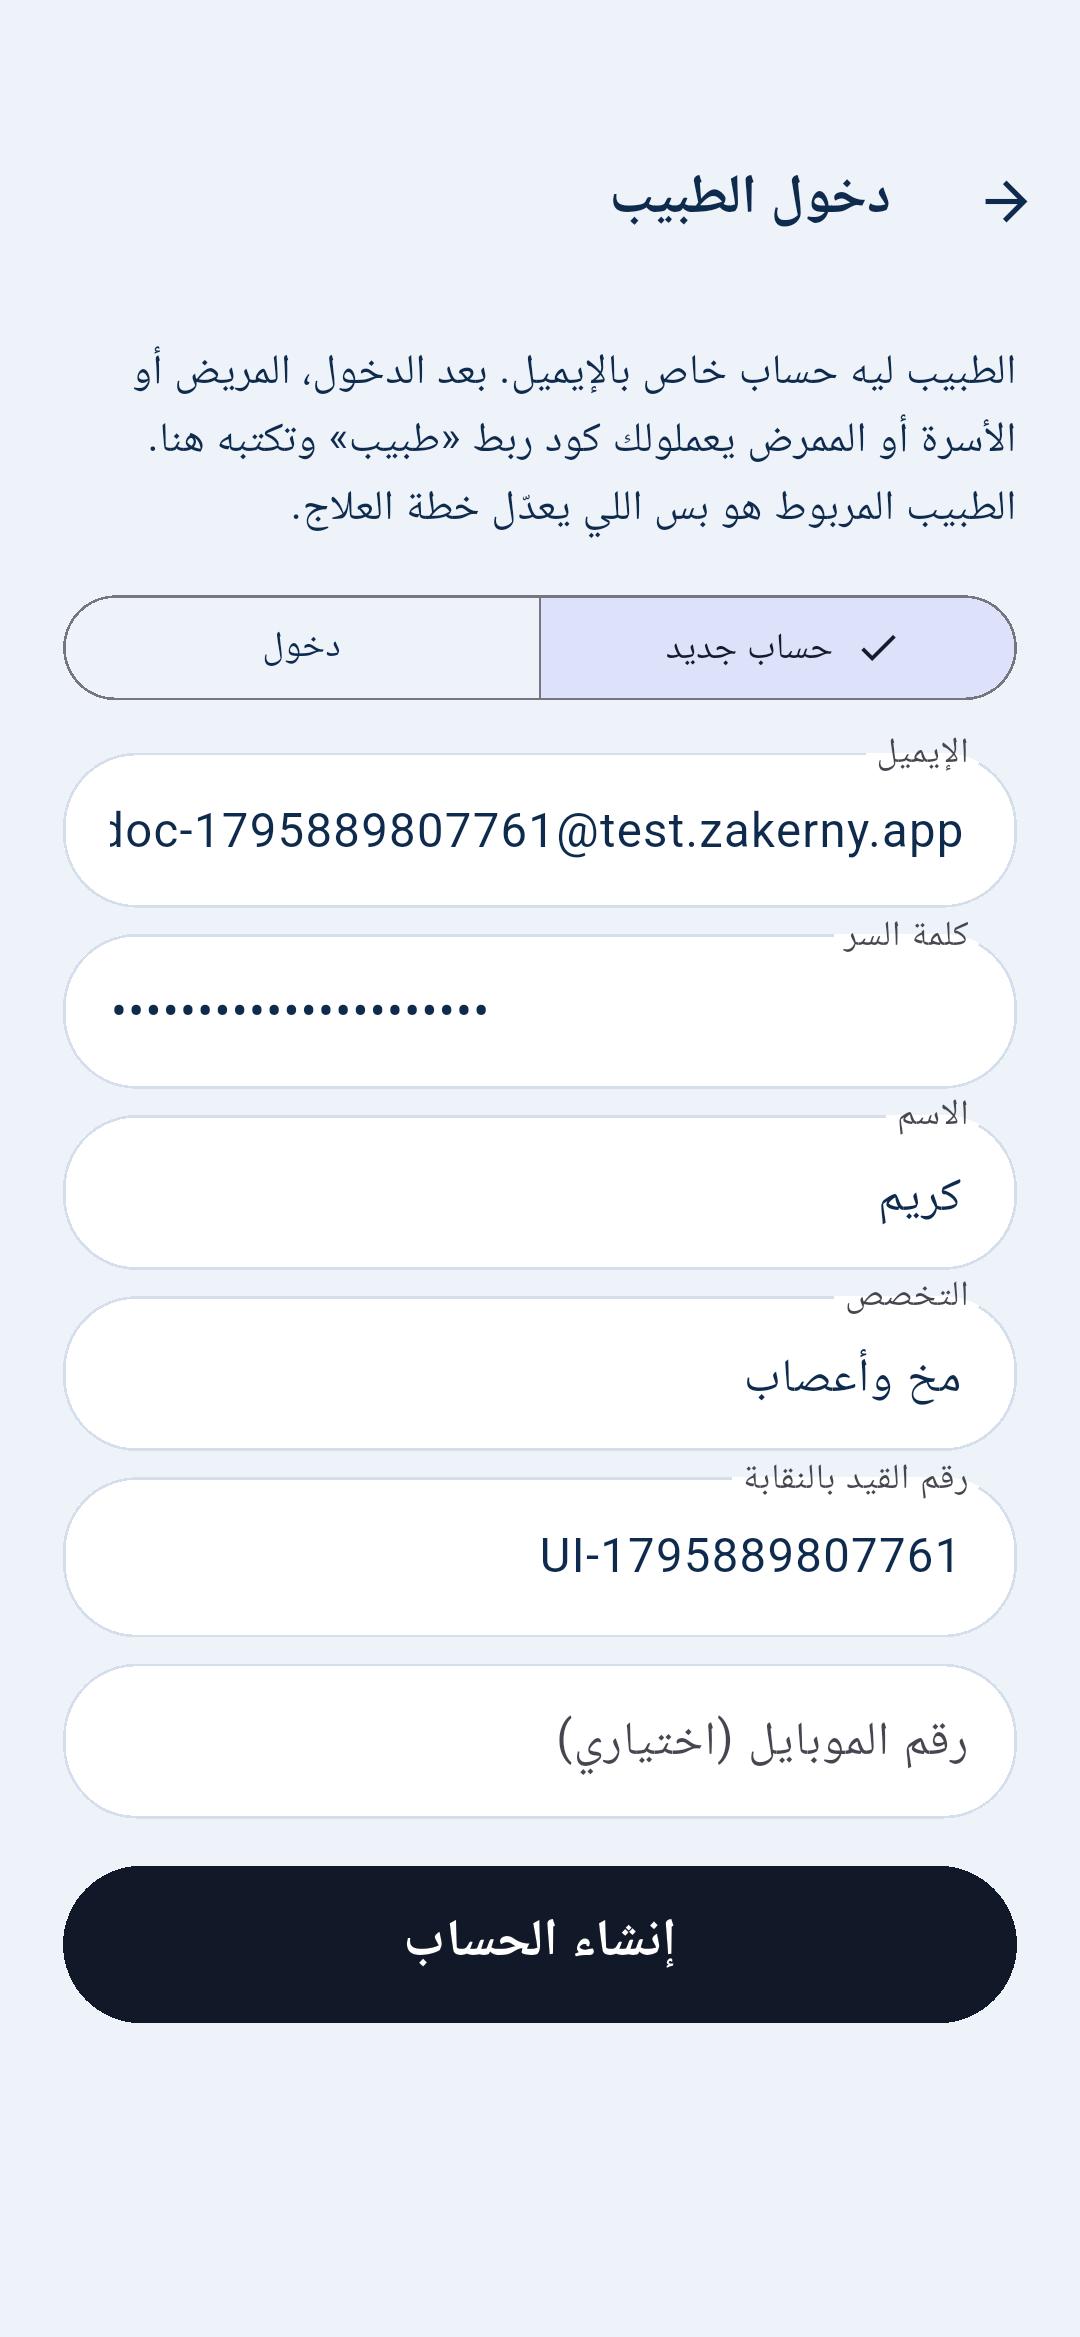 دخول الطبيب
الطبيب ليه حساب خاص بالإيميل. بعد الدخول، المريض أو
الأسرة أو الممرض يعملولك كود ربط «طبيب» وتكتبه هنا.
الطبيب المربوط هو بس اللي يعدّل خطة العلاج.
حساب جديد
دخول
الإيميل
doc-1795889807761@test.zakerny.app
كلمة السر
••••••••••••••••••••••
الاسم
كريم
التخصص
مخ وأعصاب
رقم القيد بالنقابة
UI-1795889807761
رقم الموبايل (اختياري)
إنشاء الحساب